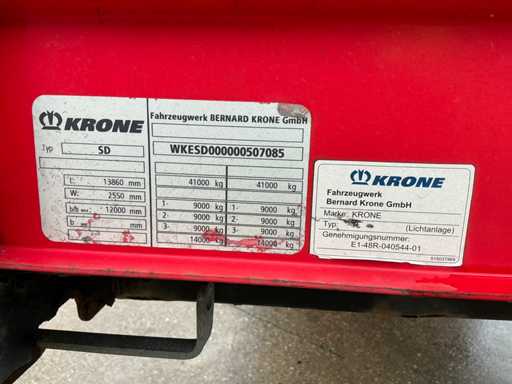 KRONE
Typ SD
L: 13860 mm
W: 2550 mm
12000 mm
b mm
Fahrzeugwerk BERNARD KRONE GmbH
WKESD000000507085
41000 kg 41000 kg
1- 9000 kg 1- 9000 kg
2- 9000 kg 2- 9000 kg
3- 9000 kg 3- 9000 kg
14000 kg 14000 kg
KRONE
Fahrzeugwerk
Bernard Krone GmbH
Marke: KRONE
Typ: (Lichtanlage)
Genehmigungsnummer:
E1-48R-040544-01